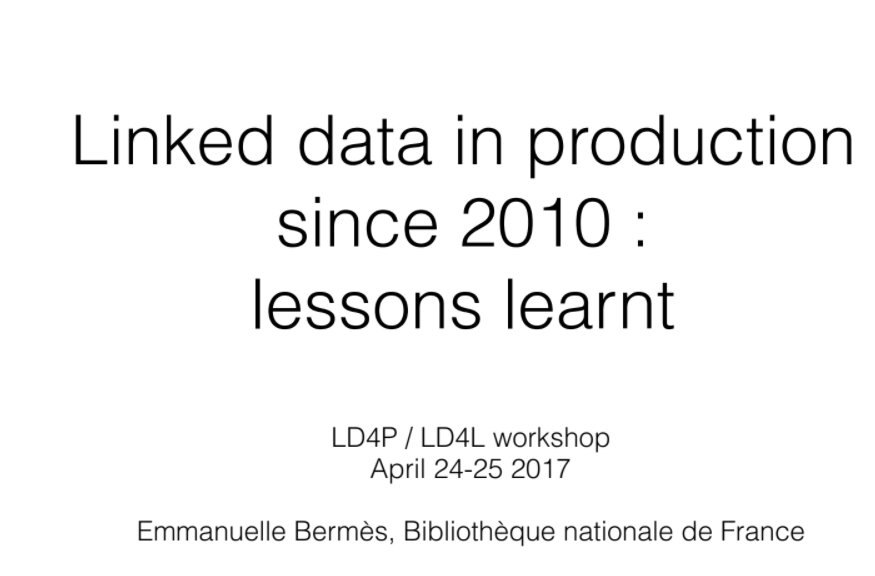 Linked data in production
since 2010 :
lessons learnt
LD4P / LD4L workshop
April 24-25 2017
Emmanuelle Bermès, Bibliothèque nationale de France